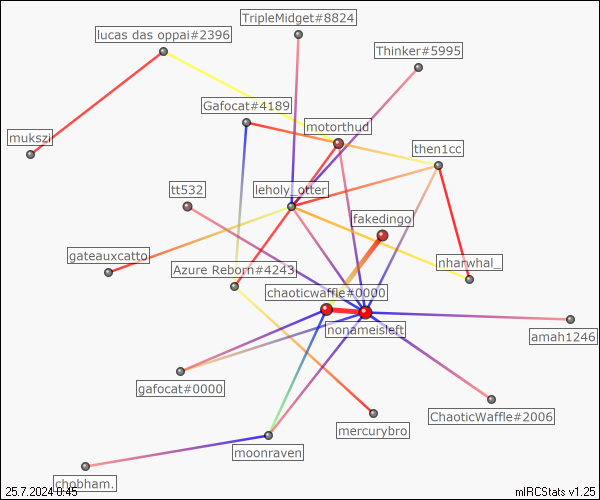 TripleMidget#8824
lucas das oppai#2396
Thinker#5995
Gafocat#4189
motorthud
mukszi
then1cc
tt532
leholy_otter
fakedingo
gateauxcatto
nharwhal_
Azure Reborn#4243
chaoticwaffle#0000
nonameisleft
amah1246
gafocat#0000
ChaoticWaffle#2006
mercurybro
moonraven
chobham.
25.7.2024 0:45
mIRCStats v1.25